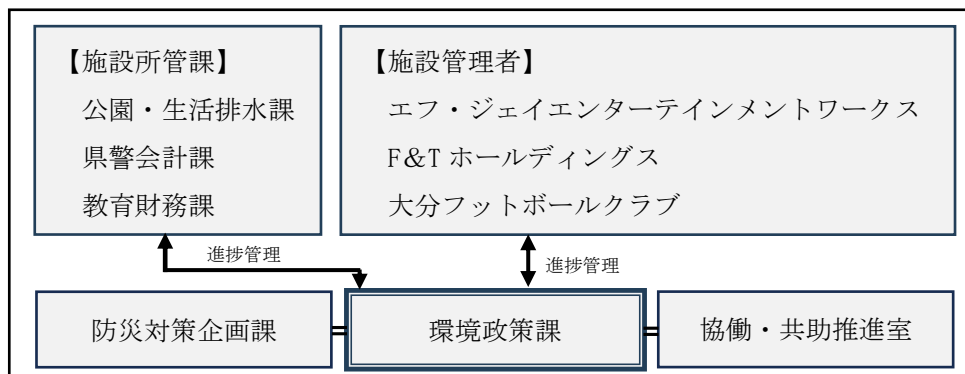 【施設所管課】
公園・生活排水課
県警会計課
教育財務課
【施設管理者】
エフ・ジェイエンターテインメントワークス
F&Tホールディングス
大分フットボールクラブ
進捗管理
進捗管理
防災対策企画課
環境政策課
協働・共助推進室